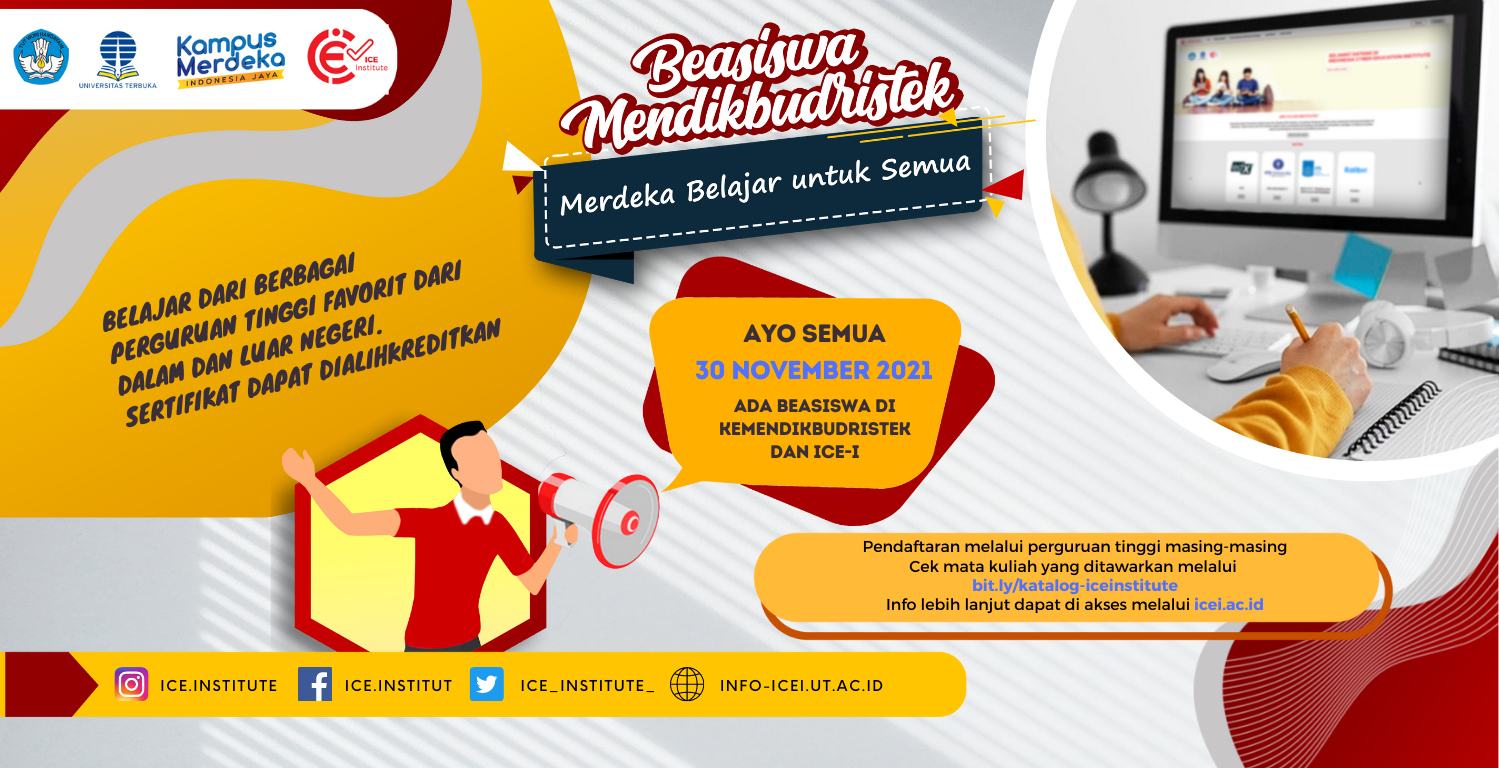 TUT WURI HANDAYANI
UNIVERSITAS TERBUKA
Kampus
Merdeka
INDONESIA JAYA
ICE
Institute
Beasiswa
Mendikbudristek
Merdeka Belajar untuk Semua
BELAJAR DARI BERBAGAI
PERGURUAN TINGGI FAVORIT DARI
DALAM DAN LUAR NEGERI.
SERTIFIKAT DAPAT DIALIHKREDITKAN
AYO SEMUA
30 NOVEMBER 2021
ADA BEASISWA DI
KEMENDIKBUDRISTEK
DAN ICE-I
Pendaftaran melalui perguruan tinggi masing-masing
Cek mata kuliah yang ditawarkan melalui
bit.ly/katalog-iceinstitute
Info lebih lanjut dapat di akses melalui icei.ac.id
ICE.INSTITUTE
ICE.INSTITUT
ICE_INSTITUTE_
INFO-ICEI.UT.AC.ID